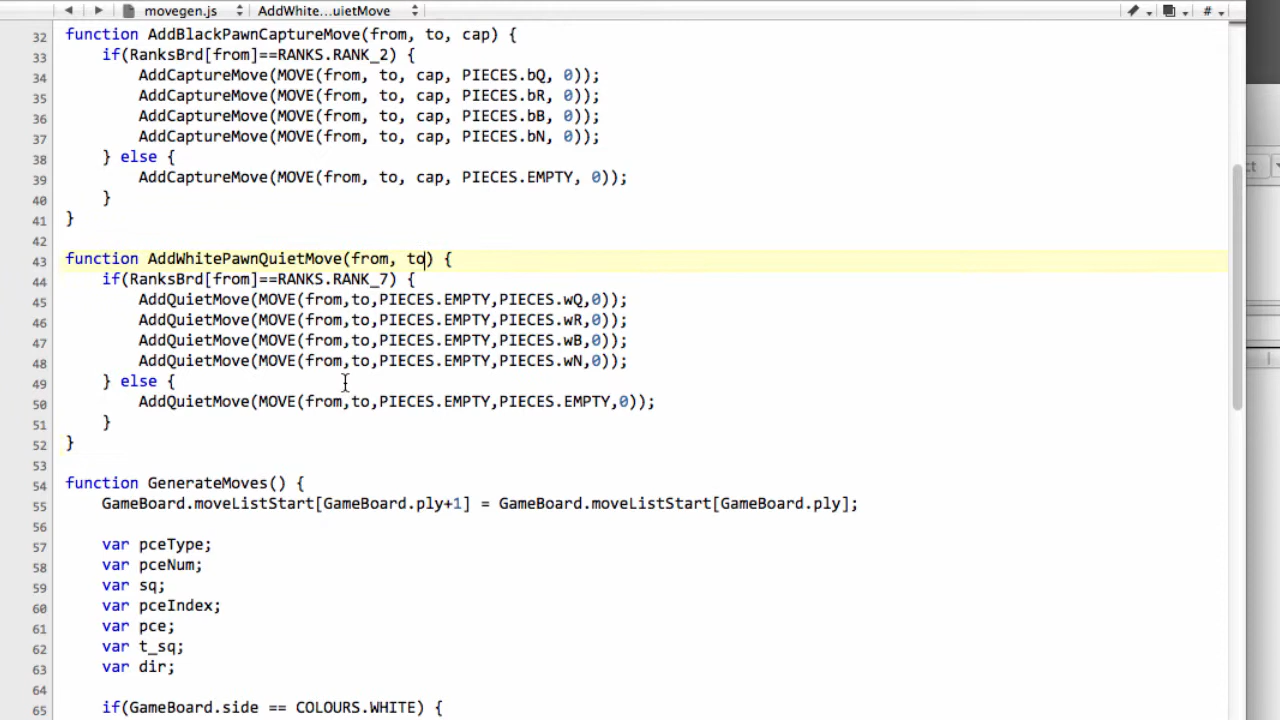 movegen.js AddWhite...uietMove #
32 function AddBlackPawnCaptureMove(from, to, cap) {
33 if(RanksBrd[from]==RANKS.RANK_2) {
34 AddCaptureMove(MOVE(from, to, cap, PIECES.bQ, 0));
35 AddCaptureMove(MOVE(from, to, cap, PIECES.bR, 0));
36 AddCaptureMove(MOVE(from, to, cap, PIECES.bB, 0));
37 AddCaptureMove(MOVE(from, to, cap, PIECES.bN, 0));
38 } else {
ct
39 AddCaptureMove(MOVE(from, to, cap, PIECES.EMPTY, 0));
40 }
41 }
42
43 function AddWhitePawnQuietMove(from, to) {
44 if(RanksBrd[from]==RANKS.RANK_7) {
45 AddQuietMove(MOVE(from,to,PIECES.EMPTY,PIECES.wQ,0));
46 AddQuietMove(MOVE(from,to,PIECES.EMPTY,PIECES.wR,0));
47 AddQuietMove(MOVE(from,to,PIECES.EMPTY,PIECES.wB,0));
48 AddQuietMove(MOVE(from,to,PIECES.EMPTY,PIECES.wN,0));
49 } else {
50 AddQuietMove(MOVE(from,to,PIECES.EMPTY,PIECES.EMPTY,0));
51 }
52 }
53
54 function GenerateMoves() {
55 GameBoard.moveListStart[GameBoard.ply+1] = GameBoard.moveListStart[GameBoard.ply];
56
57 var pceType;
58 var pceNum;
59 var sq;
60 var pceIndex;
61 var pce;
62 var t_sq;
63 var dir;
64
65 if(GameBoard.side == COLOURS.WHITE) {